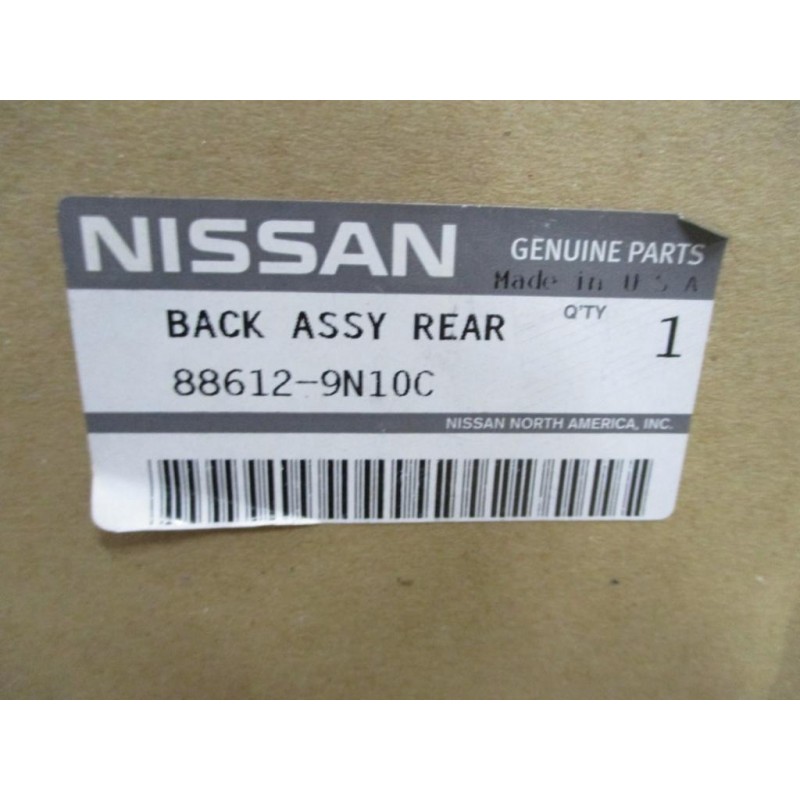 NISSAN GENUINE PARTS
Made in U S A
BACK ASSY REAR Q'TY 1
88612-9N10C
NISSAN NORTH AMERICA, INC.